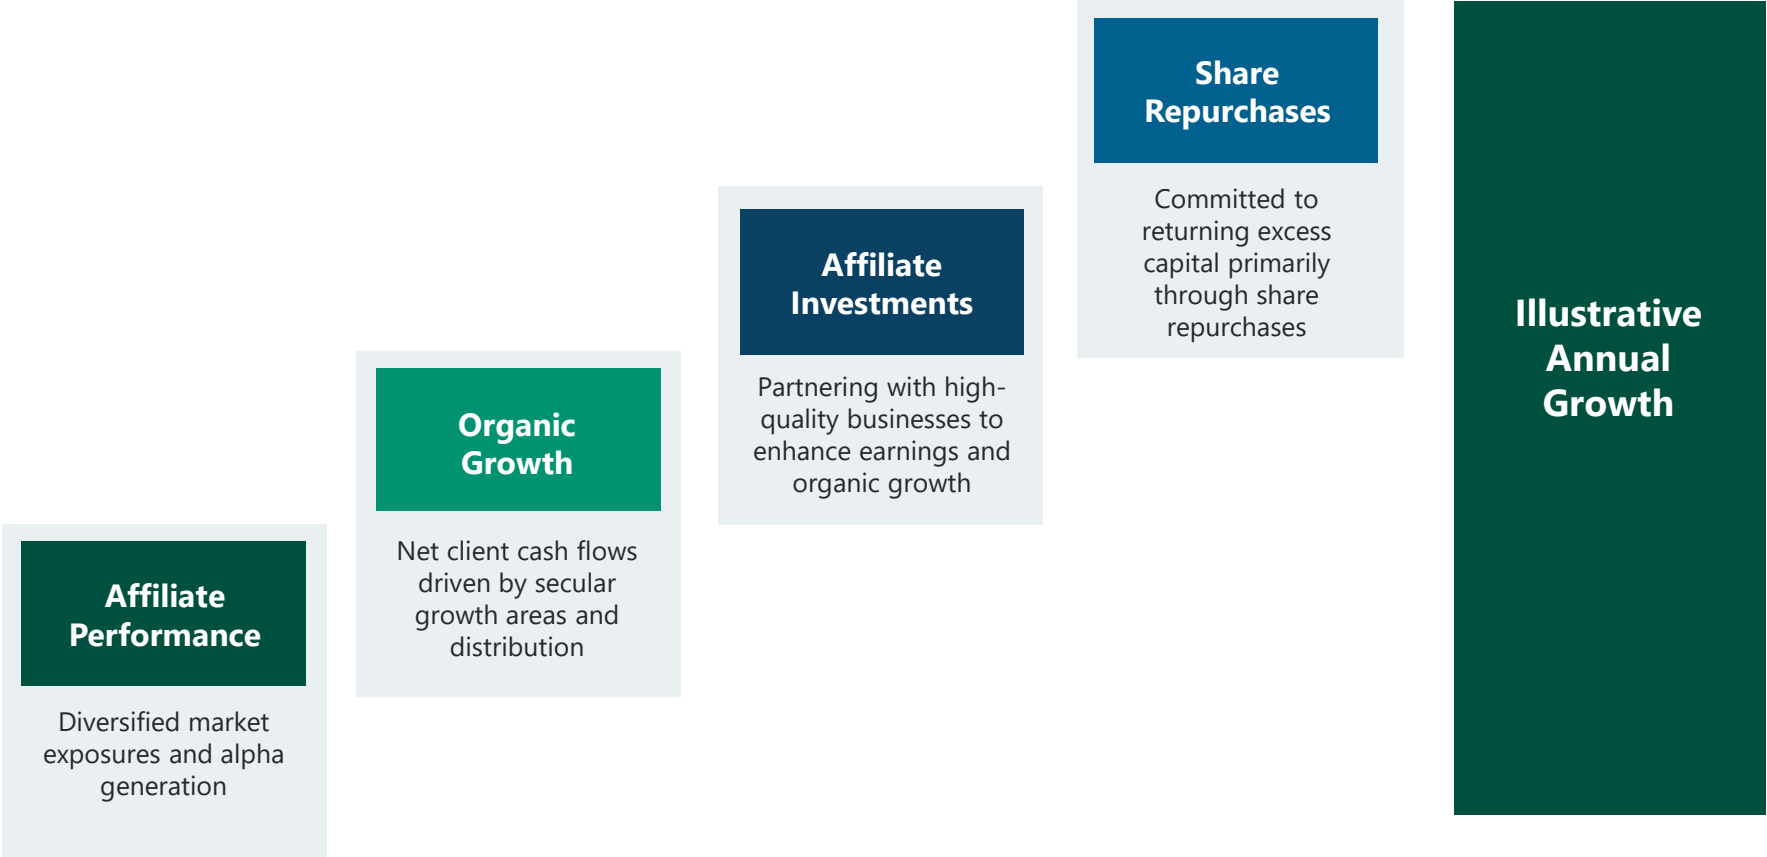 Affiliate
Performance
Diversified market
exposures and alpha
generation
Organic
Growth
Net client cash flows
driven by secular
growth areas and
distribution
Affiliate
Investments
Partnering with high-
quality businesses to
enhance earnings and
organic growth
Share
Repurchases
Committed to
returning excess
capital primarily
through share
repurchases
Illustrative
Annual
Growth